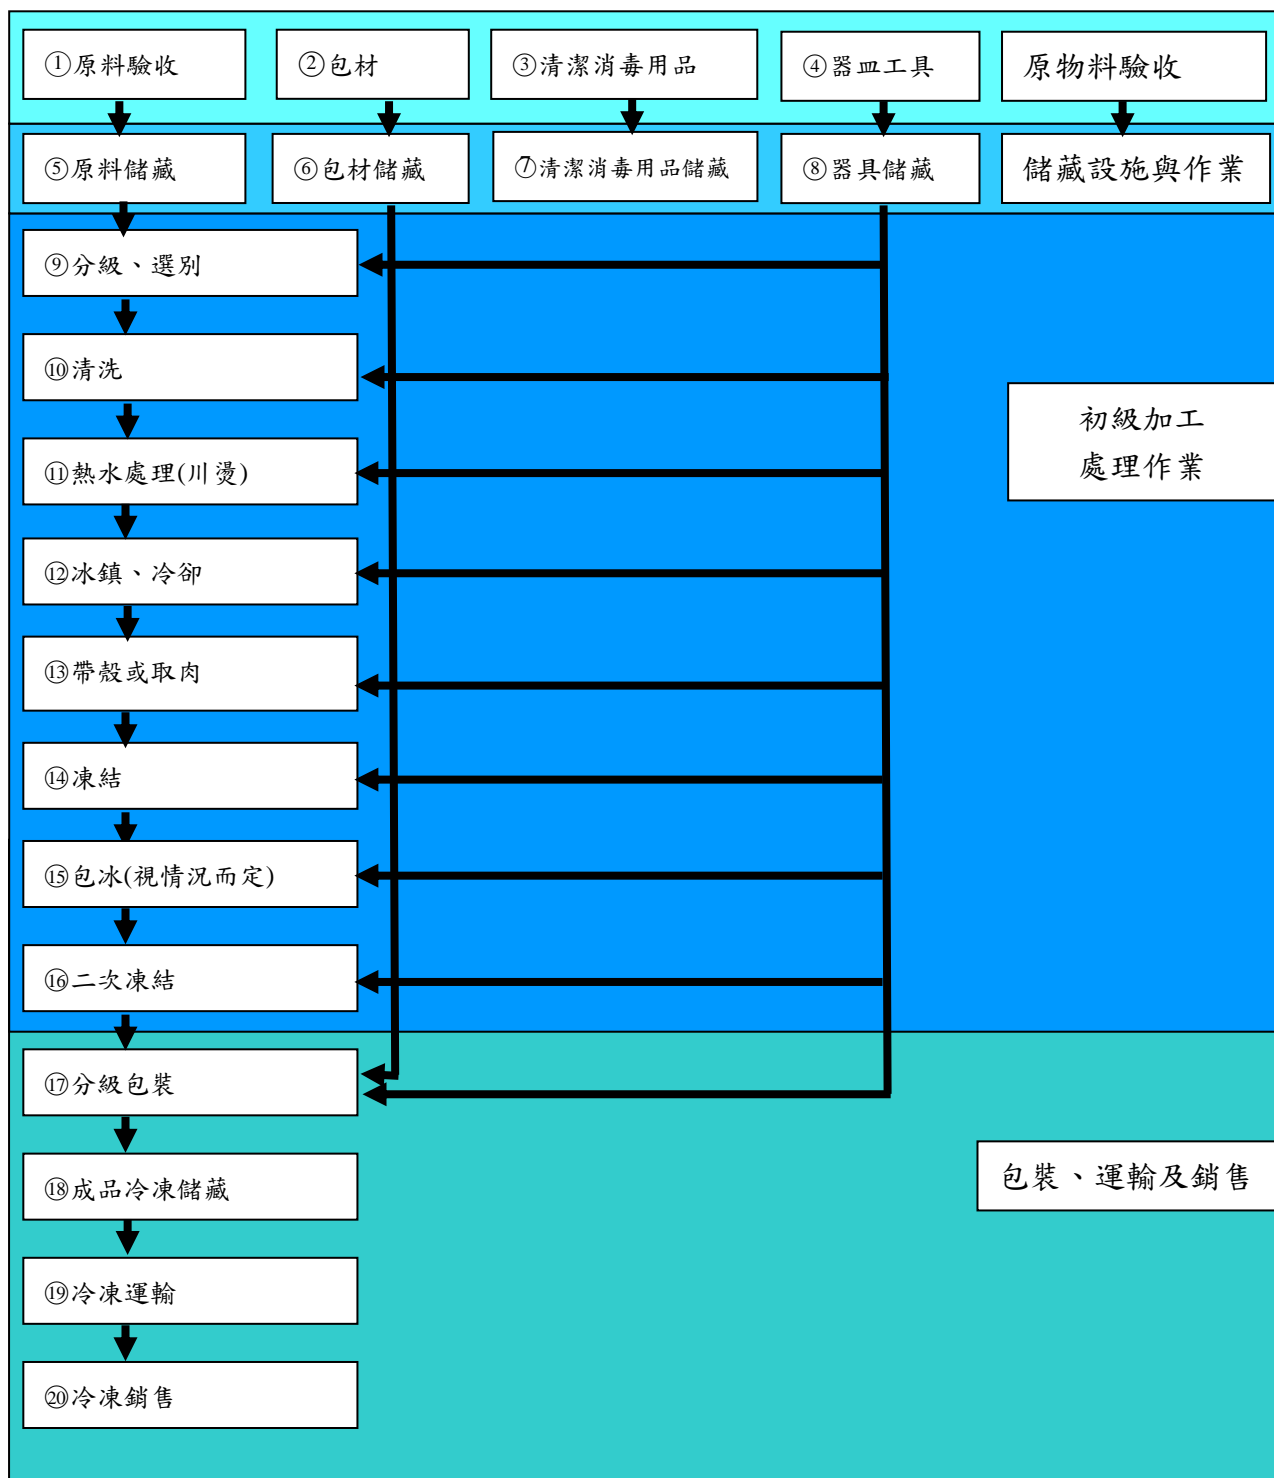 ①原料驗收
②包材
③清潔消毒用品
④器皿工具
原物料驗收
⑤原料儲藏
⑥包材儲藏
⑦清潔消毒用品儲藏
⑧器具儲藏
儲藏設施與作業
⑨分級、選別
⑩清洗
⑪熱水處理(川燙)
⑫冰鎮、冷卻
⑬帶殼或取肉
⑭凍結
⑮包冰(視情況而定)
⑯二次凍結
初級加工
處理作業
⑰分級包裝
⑱成品冷凍儲藏
⑲冷凍運輸
⑳冷凍銷售
包裝、運輸及銷售